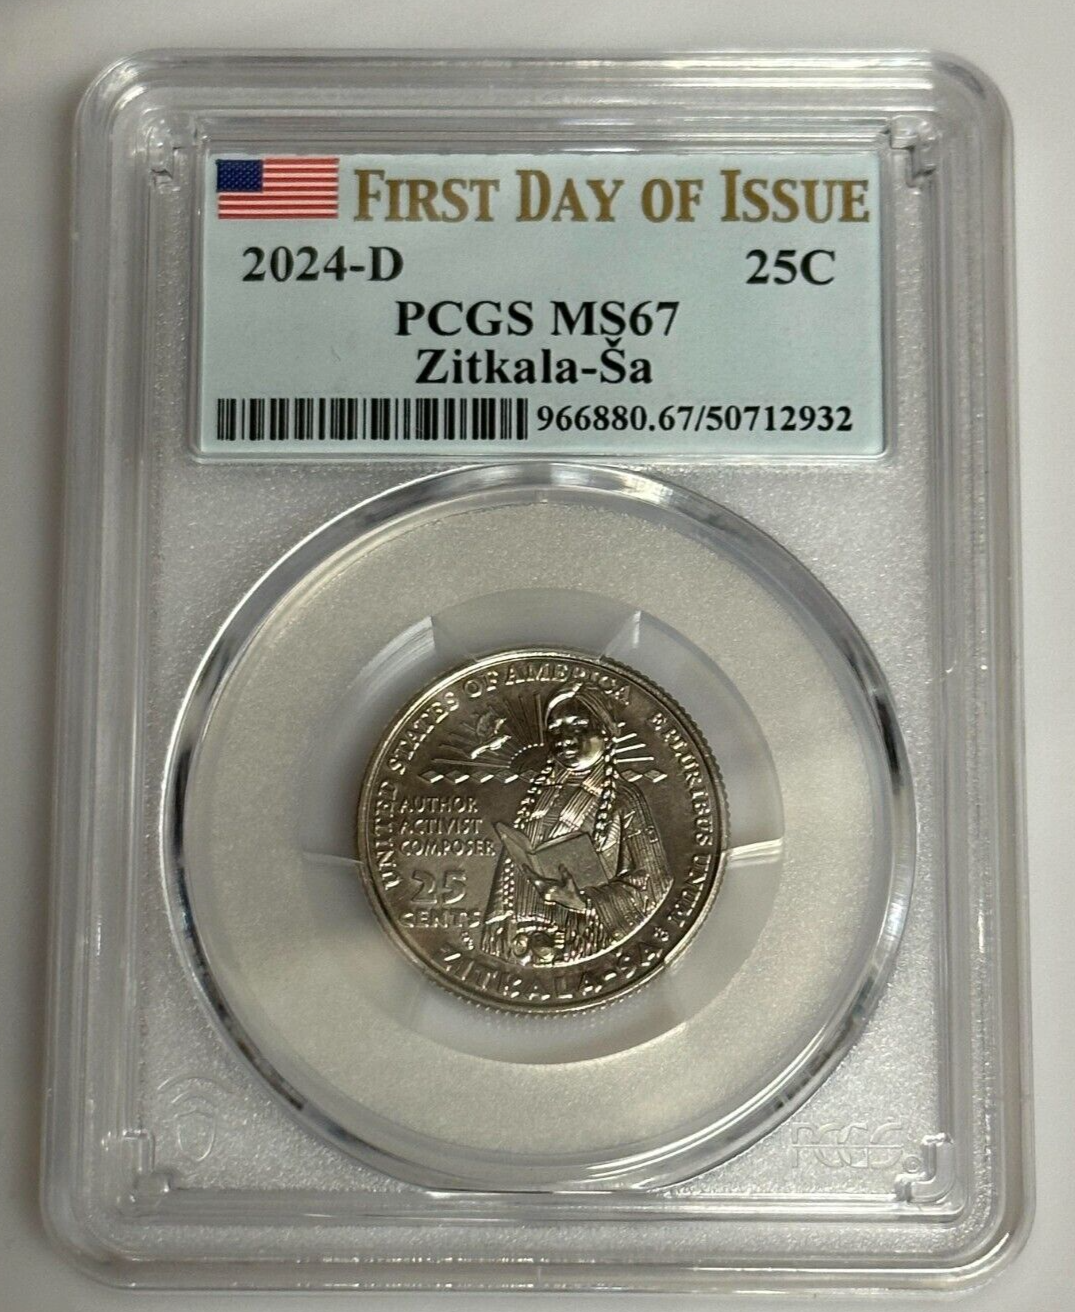 FIRST DAY OF ISSUE
2024-D 25C
PCGS MS67
Zitkala-Ša
966880.67/50712932
UNITED STATES OF AMERICA
E PLURIBUS UNUM
AUTHOR
ACTIVIST
COMPOSER
25
CENTS
ZITKALA-ŠA
PCGS